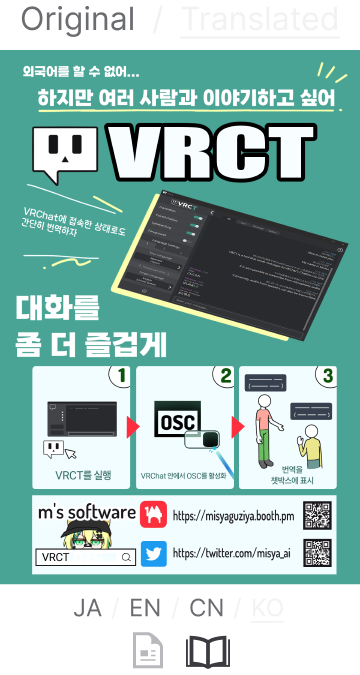 Original / Translated
외국어를 할 수 없어...
하지만 여러 사람과 이야기하고 싶어
VRCT
VRChat에 접속한 상태로도
간단히 번역하자
VRCT
대화를
좀 더 즐겁게
1
2
3
OSC
VRCT를 실행
VRChat 안에서 OSC를 활성화
번역을
챗박스에 표시
m's software
https://misyaguziya.booth.pm
VRCT
https://twitter.com/misya_ai
JA / EN / CN / KO